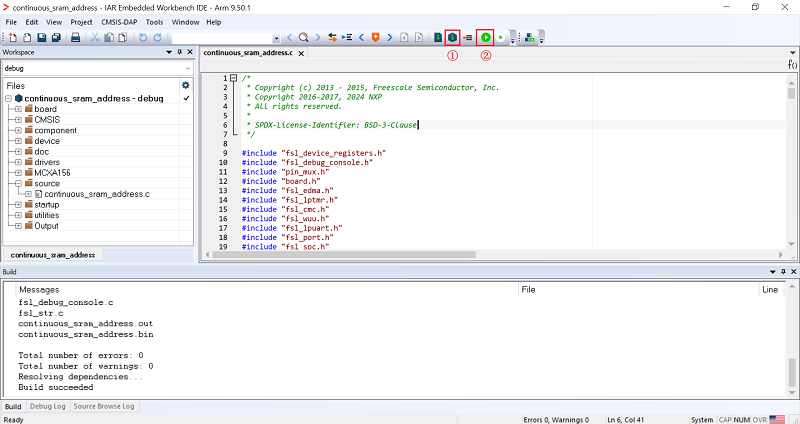 continuous_sram_address - IAR Embedded Workbench IDE - Arm 9.50.1
File Edit View Project CMSIS-DAP Tools Window Help
① ②
Workspace
debug
Files
continuous_sram_address - debug
board
CMSIS
component
device
doc
drivers
MCXA156
source
continuous_sram_address.c
startup
utilities
Output
continuous_sram_address
continuous_sram_address.c
f()
1 /*
2 * Copyright (c) 2013 - 2015, Freescale Semiconductor, Inc.
3 * Copyright 2016-2017, 2024 NXP
4 * All rights reserved.
5 *
6 * SPDX-License-Identifier: BSD-3-Clause
7 */
8
9 #include "fsl_device_registers.h"
10 #include "fsl_debug_console.h"
11 #include "pin_mux.h"
12 #include "board.h"
13 #include "fsl_edma.h"
14 #include "fsl_lptmr.h"
15 #include "fsl_cmc.h"
16 #include "fsl_wuu.h"
17 #include "fsl_lpuart.h"
18 #include "fsl_port.h"
19 #include "fsl_spc.h"
Build
Messages File Line
fsl_debug_console.c
fsl_str.c
continuous_sram_address.out
continuous_sram_address.bin
Total number of errors: 0
Total number of warnings: 0
Resolving dependencies...
Build succeeded
Build Debug Log Source Browse Log
Ready Errors 0, Warnings 0 Ln 6, Col 41 System CAP NUM OVR